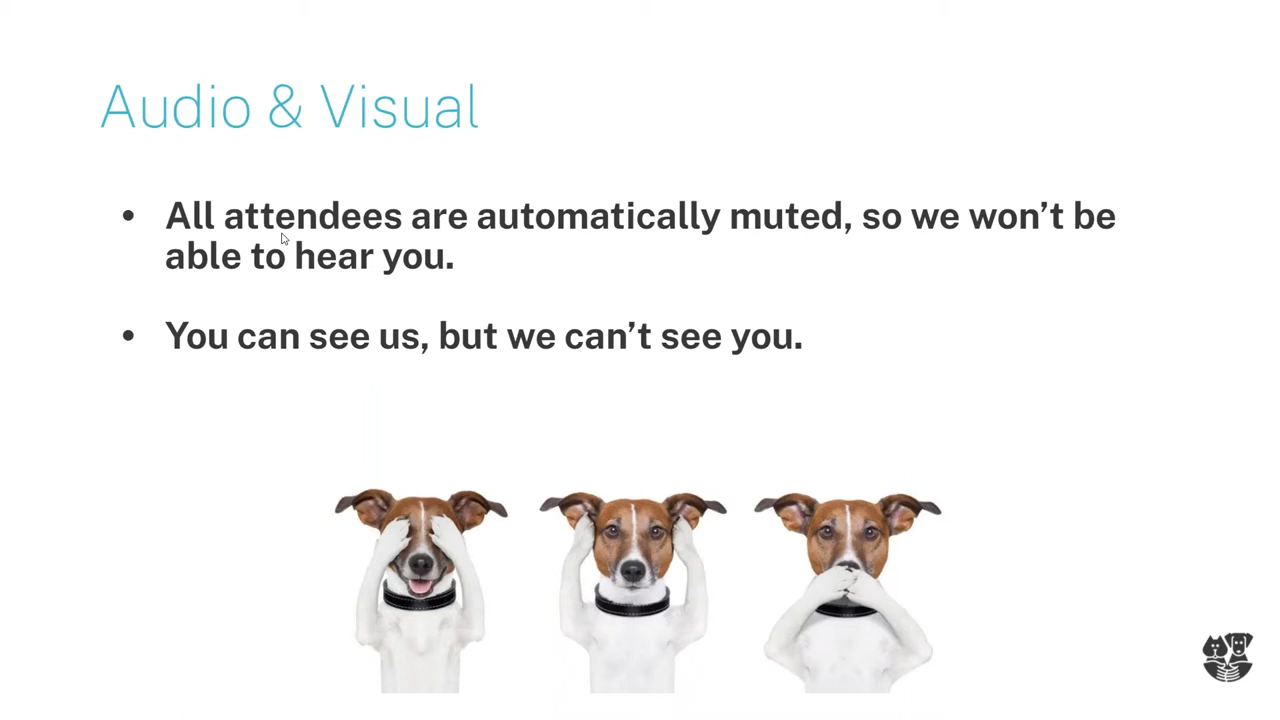 Audio & Visual
• All attendees are automatically muted, so we won’t be
able to hear you.
• You can see us, but we can’t see you.